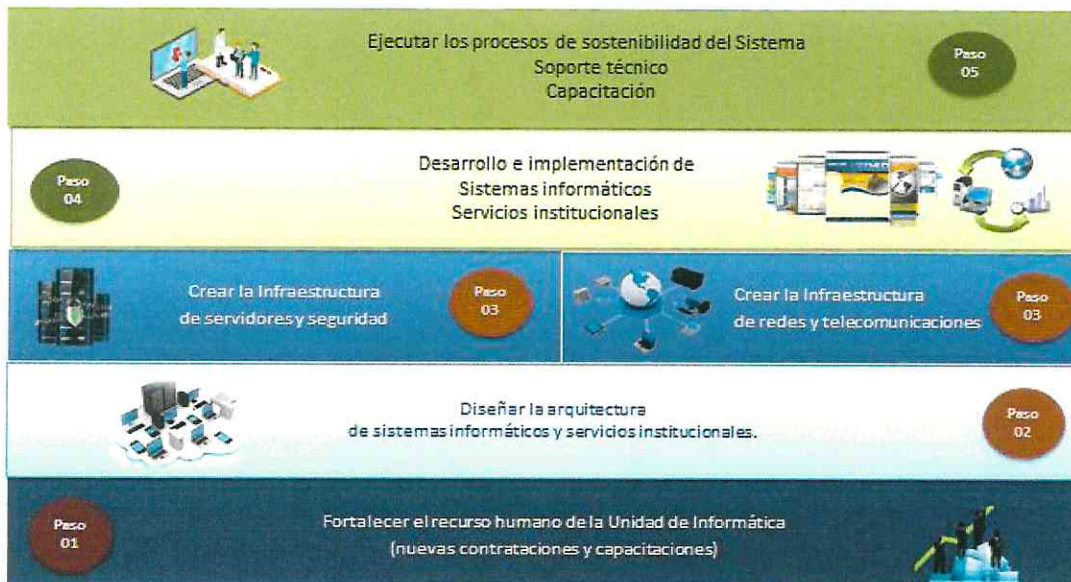 Ejecutar los procesos de sostenibilidad del Sistema
Soporte técnico
Capacitación
Paso
05
Paso
04
Desarrollo e implementación de
Sistemas informáticos
Servicios institucionales
Crear la Infraestructura
de servidores y seguridad
Paso
03
Crear la Infraestructura
de redes y telecomunicaciones
Paso
03
Diseñar la arquitectura
de sistemas informáticos y servicios institucionales.
Paso
02
Paso
01
Fortalecer el recurso humano de la Unidad de Informática
(nuevas contrataciones y capacitaciones)